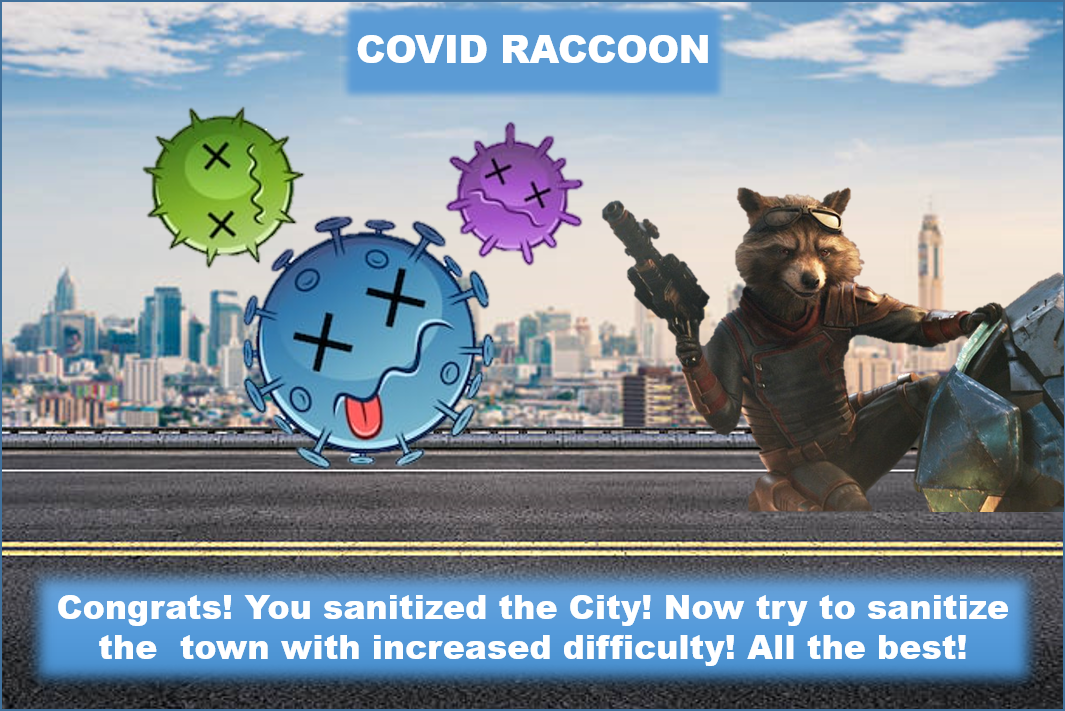 COVID RACCOON
Congrats! You sanitized the City! Now try to sanitize
the  town with increased difficulty! All the best!